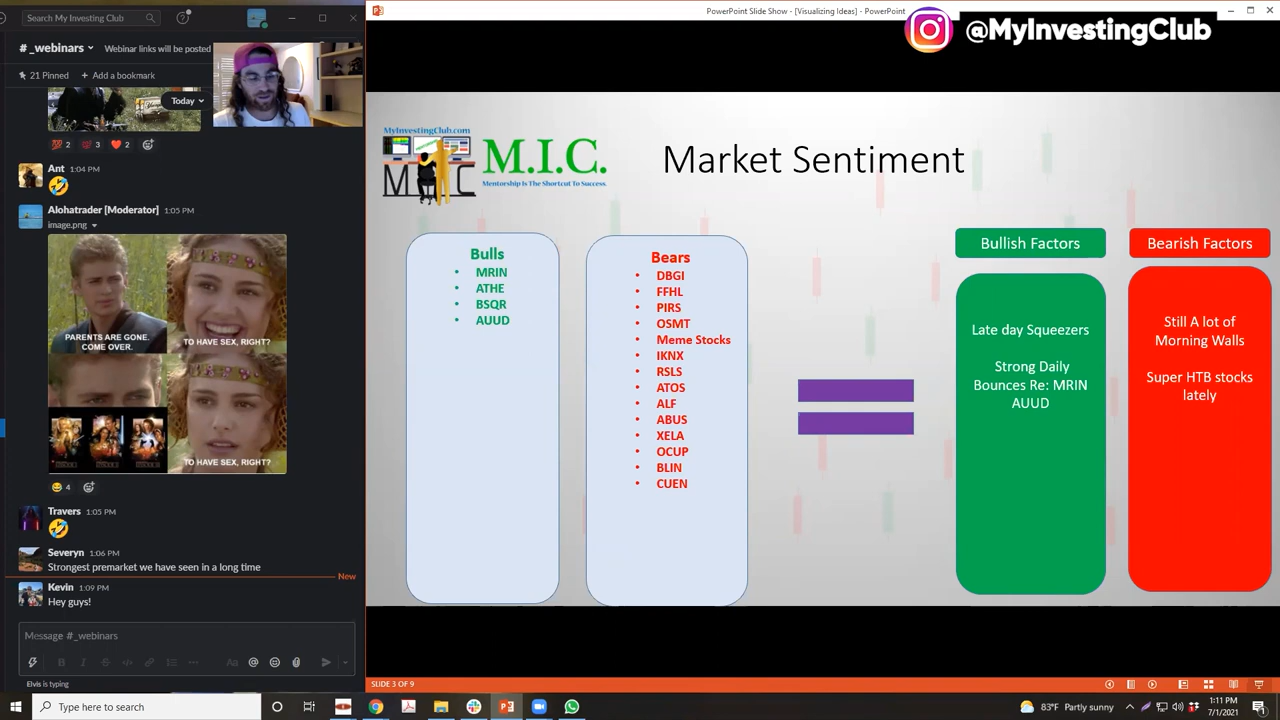 PowerPoint Slide Show - [Visualizing Ideas] - PowerPoint
@MyInvestingClub
Search
#_webinars
Webinar links will be posted
21 Pinned
+ Add a bookmark
Today
2
3
2
Ant 1:04 PM
Alohatrader [Moderator] 1:05 PM
image.png
PARENTS ARE GONE.
COME OVER.
TO HAVE SEX, RIGHT?
TO HAVE SEX, RIGHT?
4
Travers 1:05 PM
Severyn 1:06 PM
Strongest premarket we have seen in a long time
New
Kevin 1:09 PM
Hey guys!
Message #_webinars
Aa
Elvis is typing
MyInvestingClub.com
M.I.C.
Mentorship Is The Shortcut To Success.
Market Sentiment
Bulls
• MRIN
• ATHE
• BSQR
• AUUD
Bears
• DBGI
• FFHL
• PIRS
• OSMT
• Meme Stocks
• IKNX
• RSLS
• ATOS
• ALF
• ABUS
• XELA
• OCUP
• BLIN
• CUEN
Bullish Factors
Late day Squeezers
Strong Daily
Bounces Re: MRIN
AUUD
Bearish Factors
Still A lot of
Morning Walls
Super HTB stocks
lately
SLIDE 3 OF 9
Type here to search
83°F Partly sunny
1:11 PM
7/1/2021